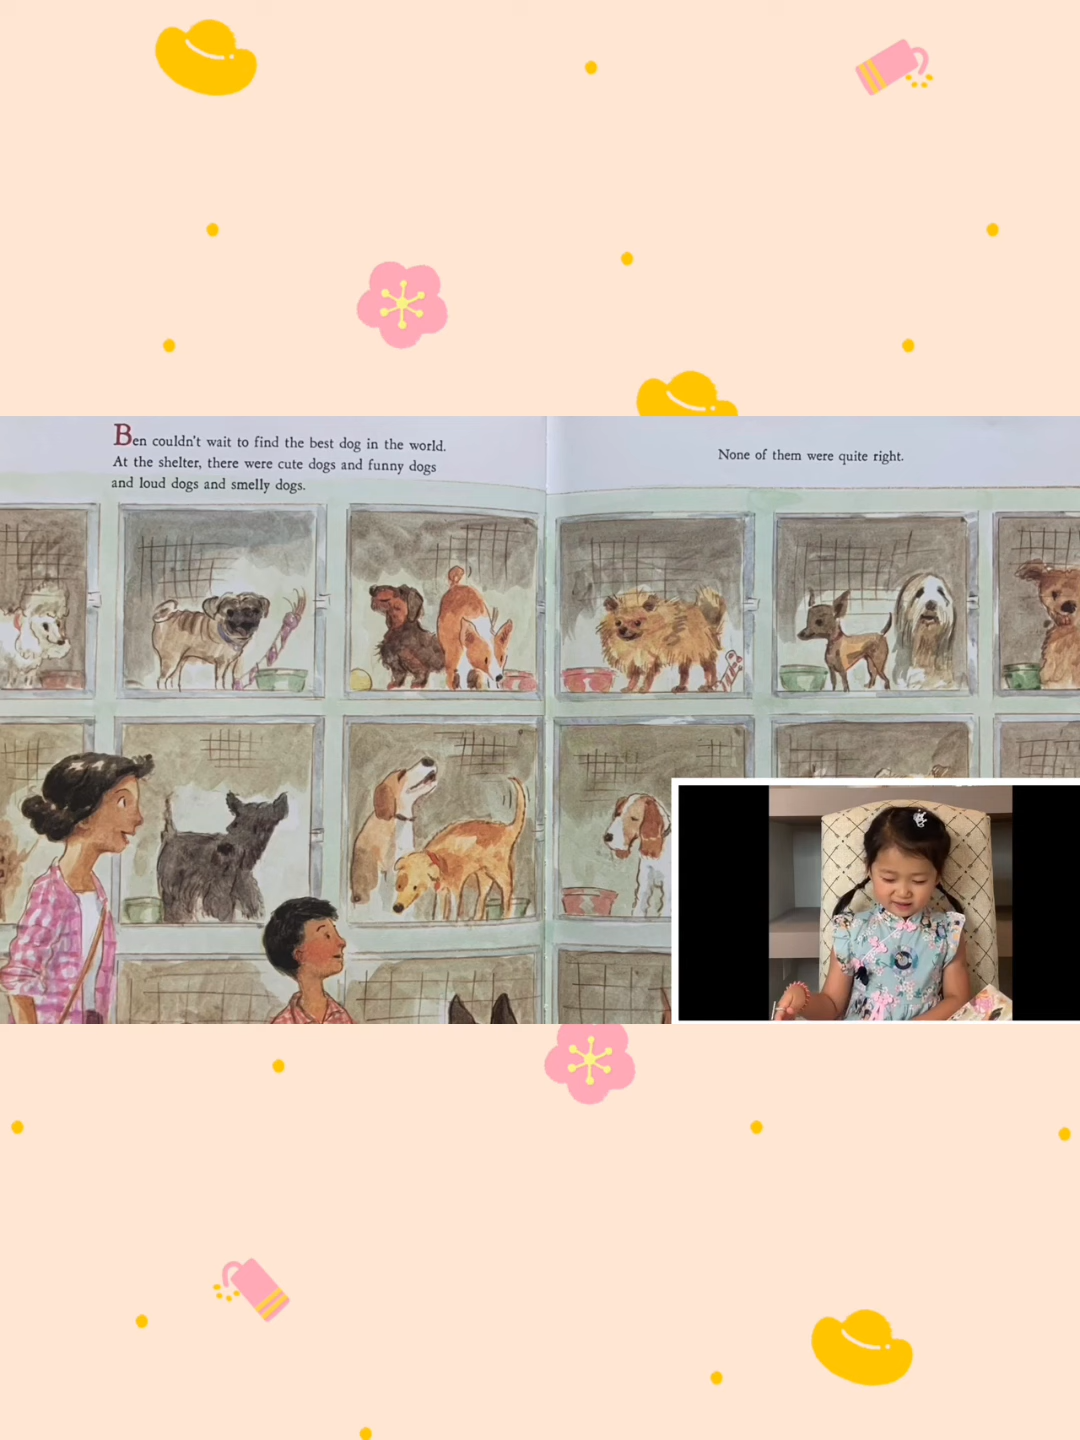 Ben couldn't wait to find the best dog in the world.
At the shelter, there were cute dogs and funny dogs
and loud dogs and smelly dogs.
None of them were quite right.